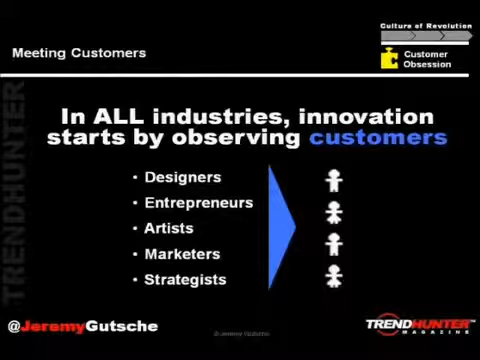 Culture of Revolution
Meeting Customers
Customer
Obsession
In ALL industries, innovation
starts by observing customers
• Designers
• Entrepreneurs
• Artists
• Marketers
• Strategists
TRENDHUNTER
@JeremyGutsche
TRENDHUNTER™
MAGAZINE